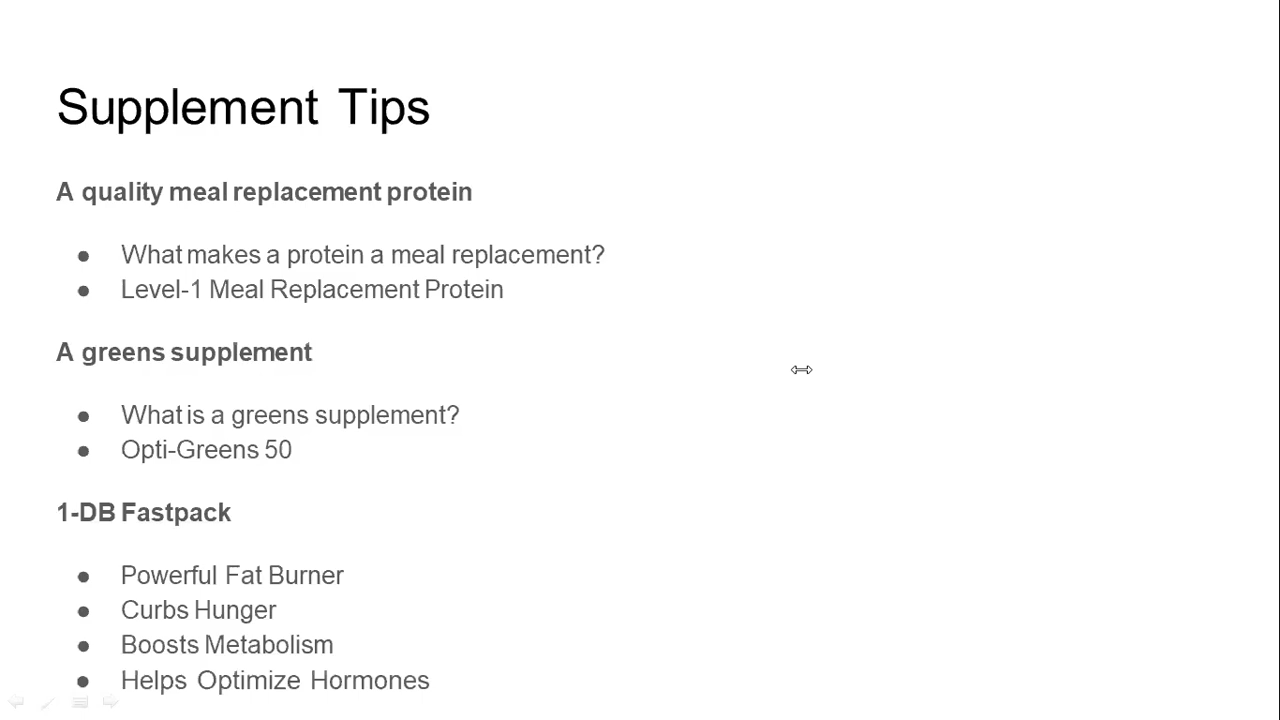 Supplement Tips
A quality meal replacement protein
● What makes a protein a meal replacement?
● Level-1 Meal Replacement Protein
A greens supplement
● What is a greens supplement?
● Opti-Greens 50
1-DB Fastpack
● Powerful Fat Burner
● Curbs Hunger
● Boosts Metabolism
● Helps Optimize Hormones